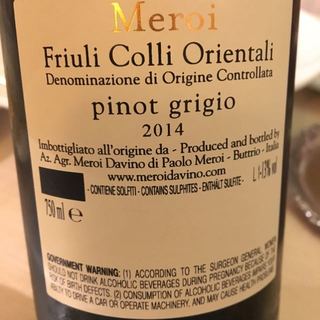 Meroi
Friuli Colli Orientali
Denominazione di Origine Controllata
pinot grigio
2014
Imbottigliato all'origine da - Produced and bottled by
Az. Agr. Meroi Davino di Paolo Meroi - Buttrio - Italia
www.meroidavino.com
- CONTIENE SOLFITI - CONTAINS SULPHITES - ENTHÄLT SULFITE -
750 ml e
13% vol
GOVERNMENT WARNING: (1) ACCORDING TO THE SURGEON GENERAL, WOMEN
SHOULD NOT DRINK ALCOHOLIC BEVERAGES DURING PREGNANCY BECAUSE OF THE
RISK OF BIRTH DEFECTS. (2) CONSUMPTION OF ALCOHOLIC BEVERAGES IMPAIRS YOUR
ABILITY TO DRIVE A CAR OR OPERATE MACHINERY, AND MAY CAUSE HEALTH PROBLEMS